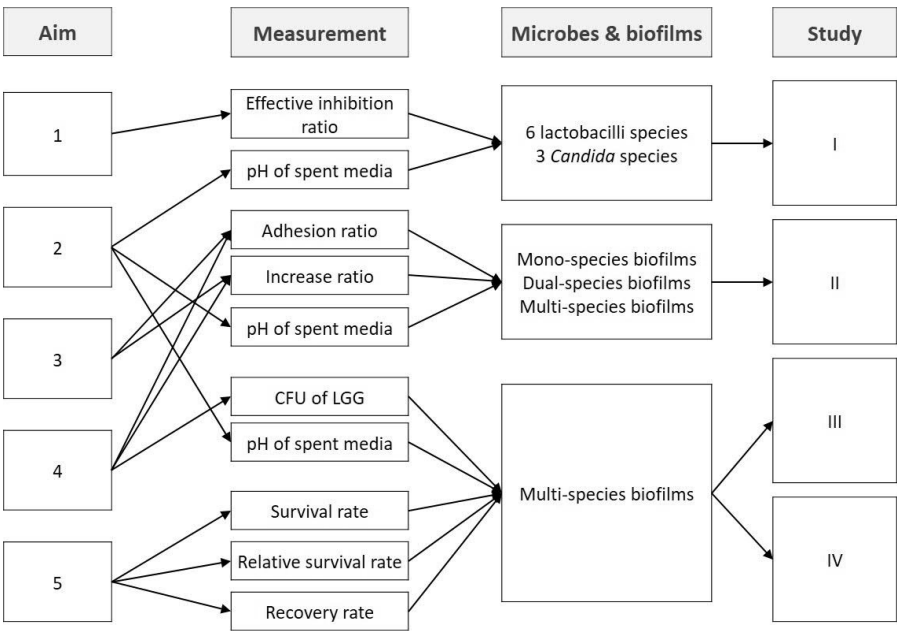 Aim
Measurement
Microbes & biofilms
Study
1
2
3
4
5
Effective inhibition
ratio
pH of spent media
Adhesion ratio
Increase ratio
pH of spent media
CFU of LGG
pH of spent media
Survival rate
Relative survival rate
Recovery rate
6 lactobacilli species
3 Candida species
Mono-species biofilms
Dual-species biofilms
Multi-species biofilms
Multi-species biofilms
I
II
III
IV